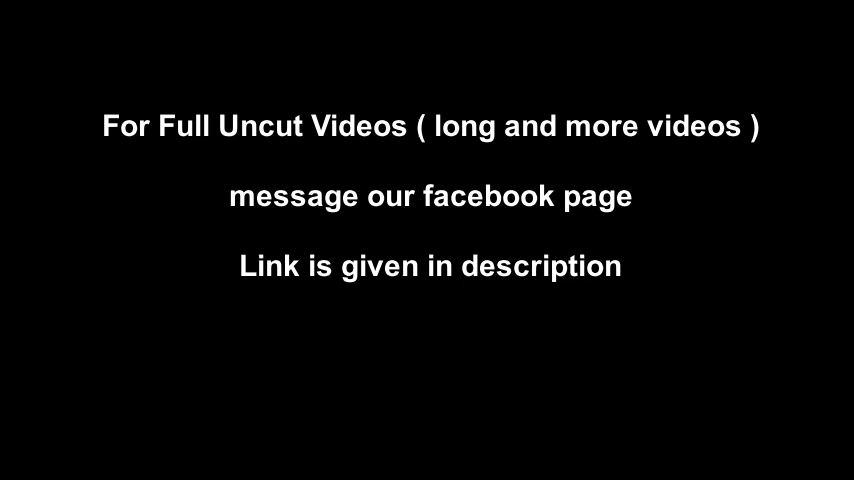 For Full Uncut Videos ( long and more videos )
message our facebook page
Link is given in description